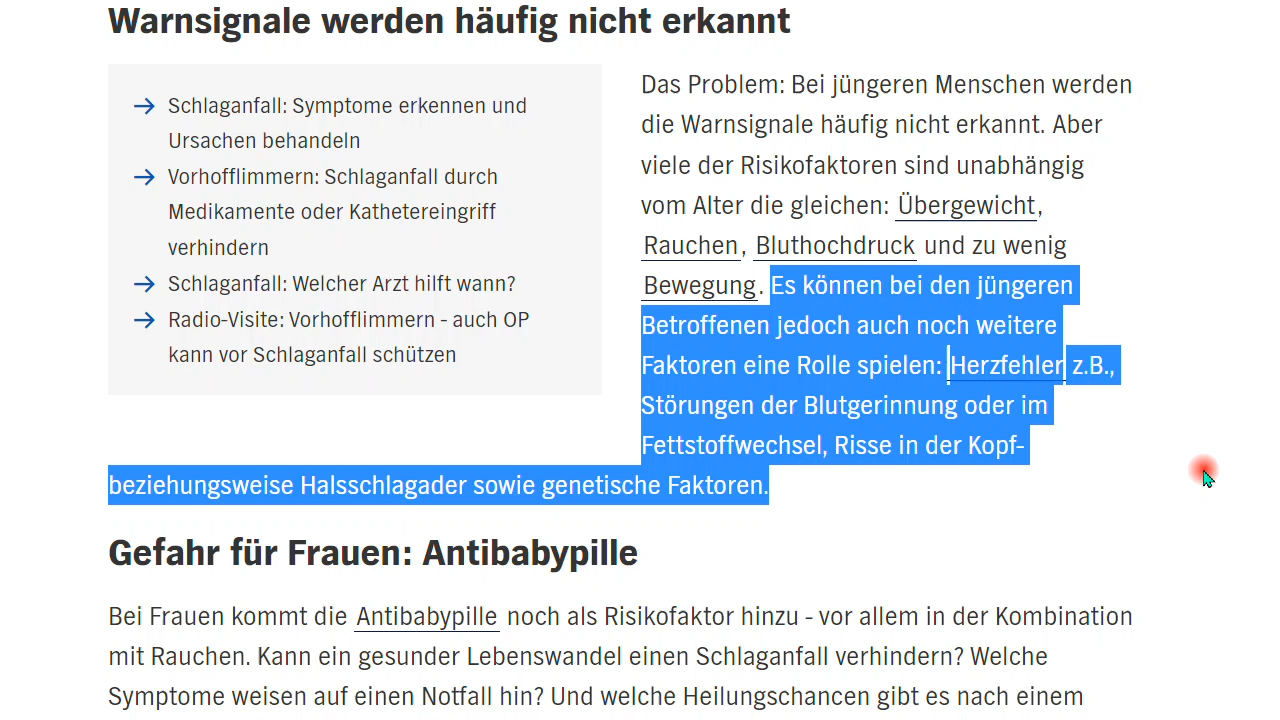 Warnsignale werden häufig nicht erkannt
Schlaganfall: Symptome erkennen und
Ursachen behandeln
Vorhofflimmern: Schlaganfall durch
Medikamente oder Kathetereingriff
verhindern
Schlaganfall: Welcher Arzt hilft wann?
Radio-Visite: Vorhofflimmern - auch OP
kann vor Schlaganfall schützen
Das Problem: Bei jüngeren Menschen werden
die Warnsignale häufig nicht erkannt. Aber
viele der Risikofaktoren sind unabhängig
vom Alter die gleichen: Übergewicht,
Rauchen, Bluthochdruck und zu wenig
Bewegung. Es können bei den jüngeren
Betroffenen jedoch auch noch weitere
Faktoren eine Rolle spielen: Herzfehler z.B.,
Störungen der Blutgerinnung oder im
Fettstoffwechsel, Risse in der Kopf-
beziehungsweise Halsschlagader sowie genetische Faktoren.
Gefahr für Frauen: Antibabypille
Bei Frauen kommt die Antibabypille noch als Risikofaktor hinzu - vor allem in der Kombination
mit Rauchen. Kann ein gesunder Lebenswandel einen Schlaganfall verhindern? Welche
Symptome weisen auf einen Notfall hin? Und welche Heilungschancen gibt es nach einem